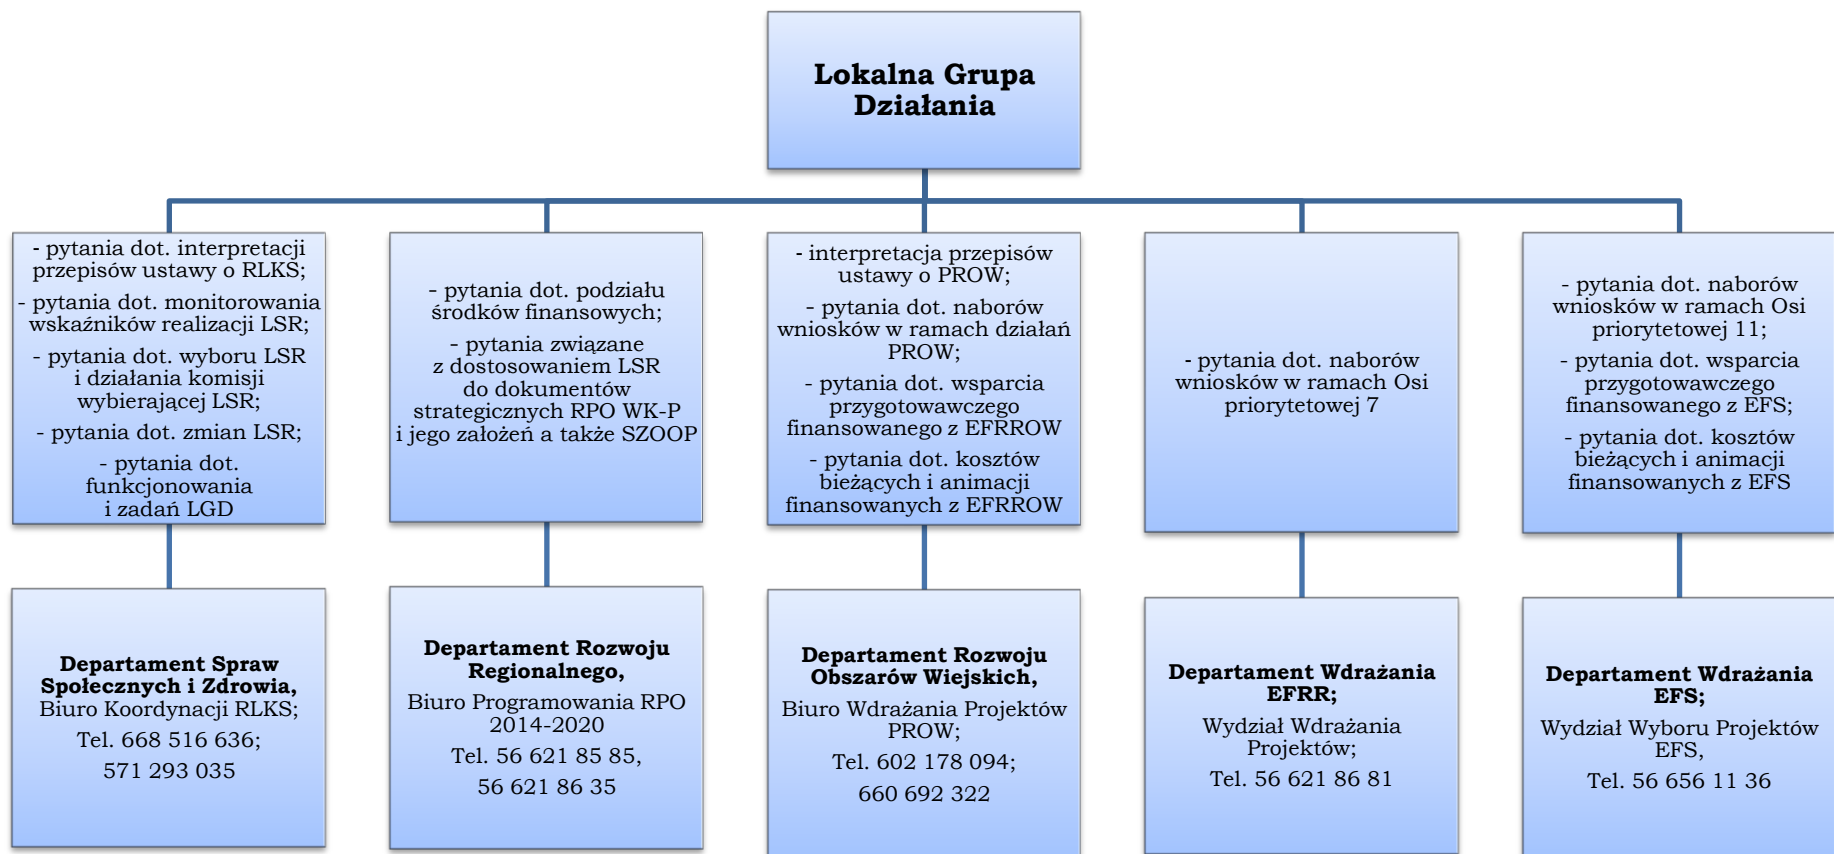 Lokalna Grupa
Działania
- pytania dot. interpretacji
przepisów ustawy o RLKS;
- pytania dot. monitorowania
wskaźników realizacji LSR;
- pytania dot. wyboru LSR
i działania komisji
wybierającej LSR;
- pytania dot. zmian LSR;
- pytania dot.
funkcjonowania
i zadań LGD
- pytania dot. podziału
środków finansowych;
- pytania związane
z dostosowaniem LSR
do dokumentów
strategicznych RPO WK-P
i jego założeń a także SZOOP
- interpretacja przepisów
ustawy o PROW;
- pytania dot. naborów
wniosków w ramach działań
PROW;
- pytania dot. wsparcia
przygotowawczego
finansowanego z EFRROW
- pytania dot. kosztów
bieżących i animacji
finansowanych z EFRROW
- pytania dot. naborów
wniosków w ramach Osi
priorytetowej 7
- pytania dot. naborów
wniosków w ramach Osi
priorytetowej 11;
- pytania dot. wsparcia
przygotowawczego
finansowanego z EFS;
- pytania dot. kosztów
bieżących i animacji
finansowanych z EFS
Departament Spraw
Społecznych i Zdrowia,
Biuro Koordynacji RLKS;
Tel. 668 516 636;
571 293 035
Departament Rozwoju
Regionalnego,
Biuro Programowania RPO
2014-2020
Tel. 56 621 85 85,
56 621 86 35
Departament Rozwoju
Obszarów Wiejskich,
Biuro Wdrażania Projektów
PROW;
Tel. 602 178 094;
660 692 322
Departament Wdrażania
EFRR;
Wydział Wdrażania
Projektów;
Tel. 56 621 86 81
Departament Wdrażania
EFS;
Wydział Wyboru Projektów
EFS,
Tel. 56 656 11 36